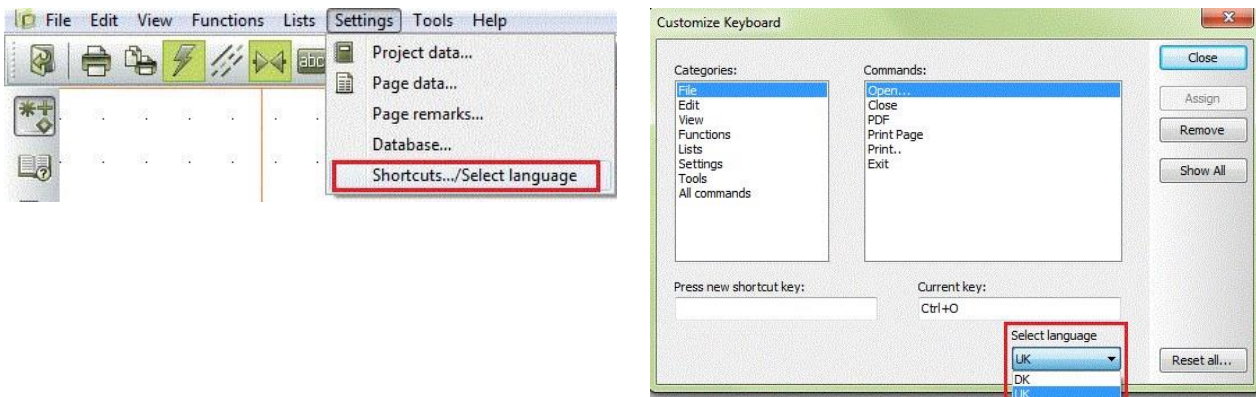 File Edit View Functions Lists Settings Tools Help
abc
Project data...
Page data...
Page remarks...
Database...
Shortcuts.../Select language
Customize Keyboard
Categories:
File
Edit
View
Functions
Lists
Settings
Tools
All commands
Commands:
Open...
Close
PDF
Print Page
Print..
Exit
Close
Assign
Remove
Show All
Press new shortcut key:
Current key:
Ctrl+O
Select language
UK
DK
UK
Reset all...